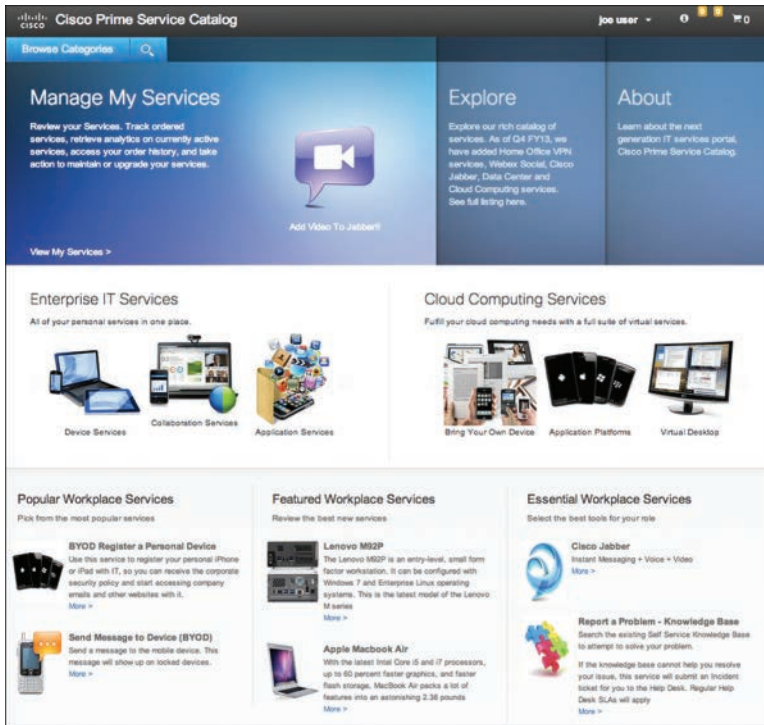 cisco Cisco Prime Service Catalog
joe user
0
0
0
0
Browse Categories
Manage My Services
Review your Services. Track ordered
services, retrieve analytics on currently active
services, access your order history, and take
action to maintain or upgrade your services.
Add Video To Jabber!!
View My Services >
Explore
Explore our rich catalog of
services. As of Q4 FY13, we
have added Home Office VPN
services, Webex Social, Cisco
Jabber, Data Center and
Cloud Computing services.
See full listing here.
About
Learn about the next
generation IT services portal,
Cisco Prime Service Catalog.
Enterprise IT Services
All of your personal services in one place.
Device Services
Collaboration Services
Application Services
Cloud Computing Services
Fulfill your cloud computing needs with a full suite of virtual services.
Bring Your Own Device
Application Platforms
Virtual Desktop
Popular Workplace Services
Pick from the most popular services
BYOD Register a Personal Device
Use this service to register your personal iPhone
or iPad with IT, so you can receive the corporate
security policy and start accessing company
emails and other websites with it.
More >
Send Message to Device (BYOD)
Send a message to the mobile device. This
message will show up on locked devices.
More >
Featured Workplace Services
Review the best new services
Lenovo M92P
The Lenovo M92P is an entry-level, small form
factor workstation. It can be configured with
Windows 7 and Enterprise Linux operating
systems. This is the latest model of the Lenovo
M series
More >
Apple Macbook Air
With the latest Intel Core i5 and i7 processors,
up to 60 percent faster graphics, and faster
flash storage, MacBook Air packs a lot of
features into an astonishing 2.38 pounds
More >
Essential Workplace Services
Select the best tools for your role
Cisco Jabber
Instant Messaging + Voice + Video
More >
Report a Problem - Knowledge Base
Search the existing Self Service Knowledge Base
to attempt to solve your problem.
If the knowledge base cannot help you resolve
your issue, this service will submit an Incident
ticket for you to the Help Desk. Regular Help
Desk SLAs will apply
More >